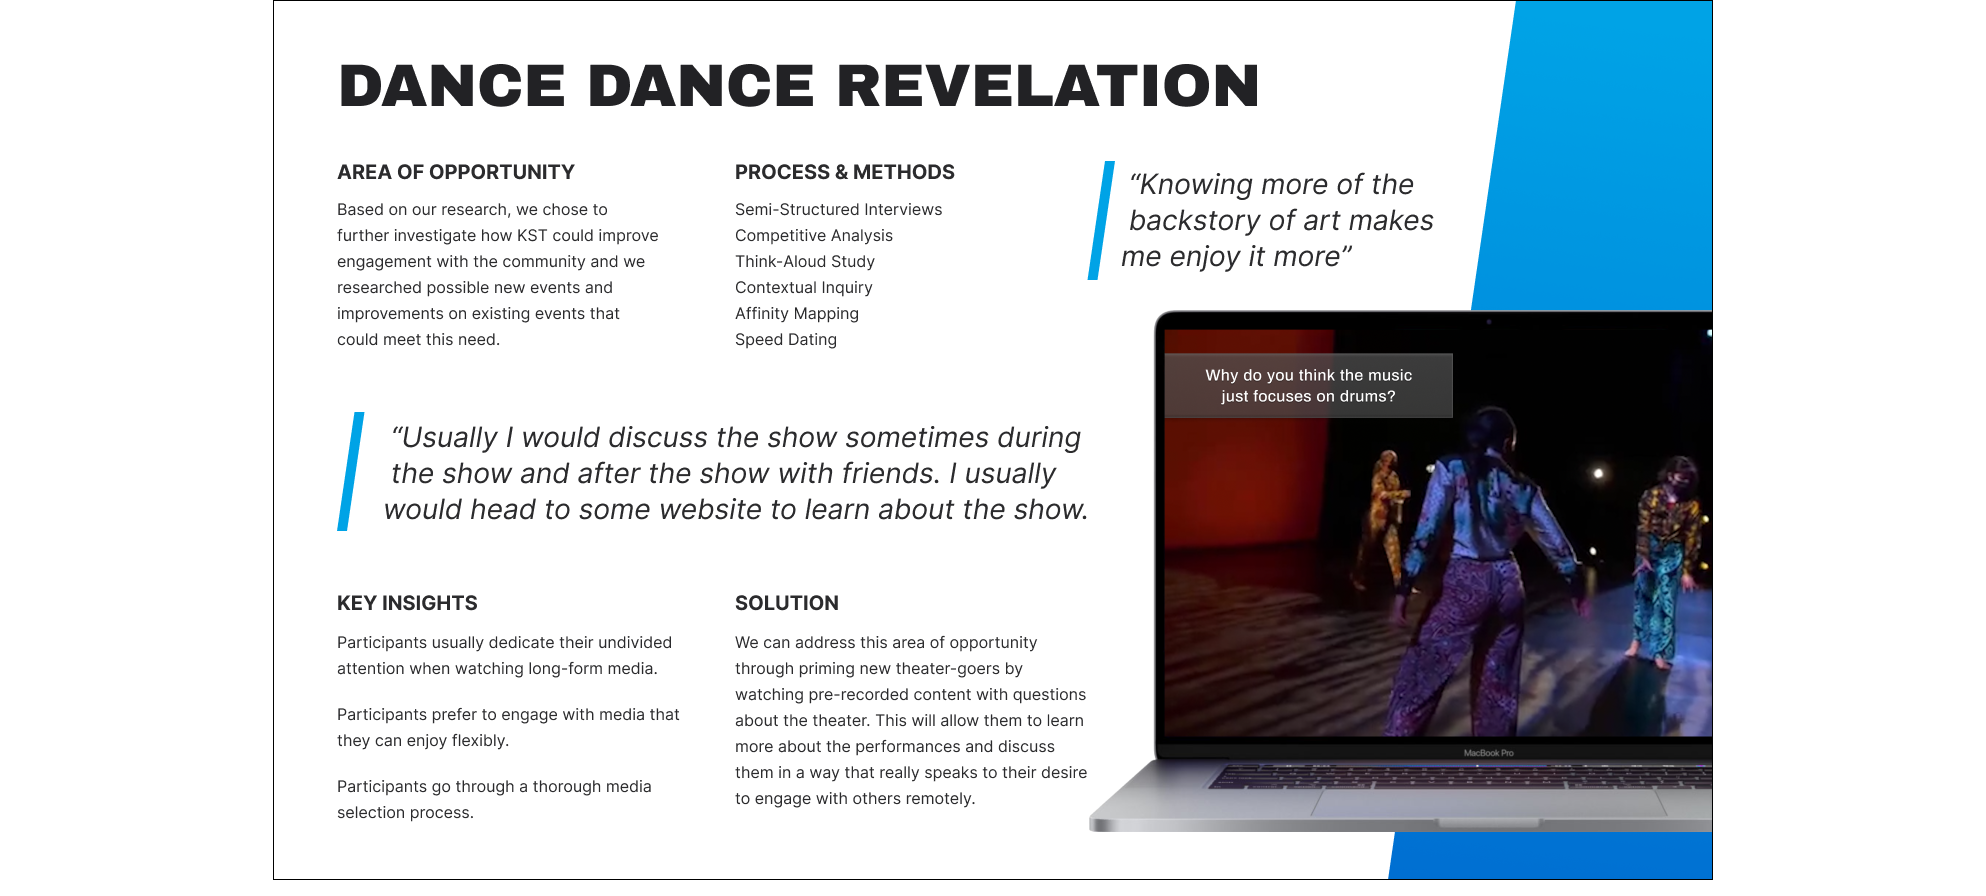 DANCE DANCE REVELATION
AREA OF OPPORTUNITY
Based on our research, we chose to
further investigate how KST could improve
engagement with the community and we
researched possible new events and
improvements on existing events that
could meet this need.
PROCESS & METHODS
Semi-Structured Interviews
Competitive Analysis
Think-Aloud Study
Contextual Inquiry
Affinity Mapping
Speed Dating
“Knowing more of the
backstory of art makes
me enjoy it more”
Why do you think the music
just focuses on drums?
MacBook Pro
“Usually I would discuss the show sometimes during
the show and after the show with friends. I usually
would head to some website to learn about the show.
KEY INSIGHTS
Participants usually dedicate their undivided
attention when watching long-form media.
Participants prefer to engage with media that
they can enjoy flexibly.
Participants go through a thorough media
selection process.
SOLUTION
We can address this area of opportunity
through priming new theater-goers by
watching pre-recorded content with questions
about the theater. This will allow them to learn
more about the performances and discuss
them in a way that really speaks to their desire
to engage with others remotely.